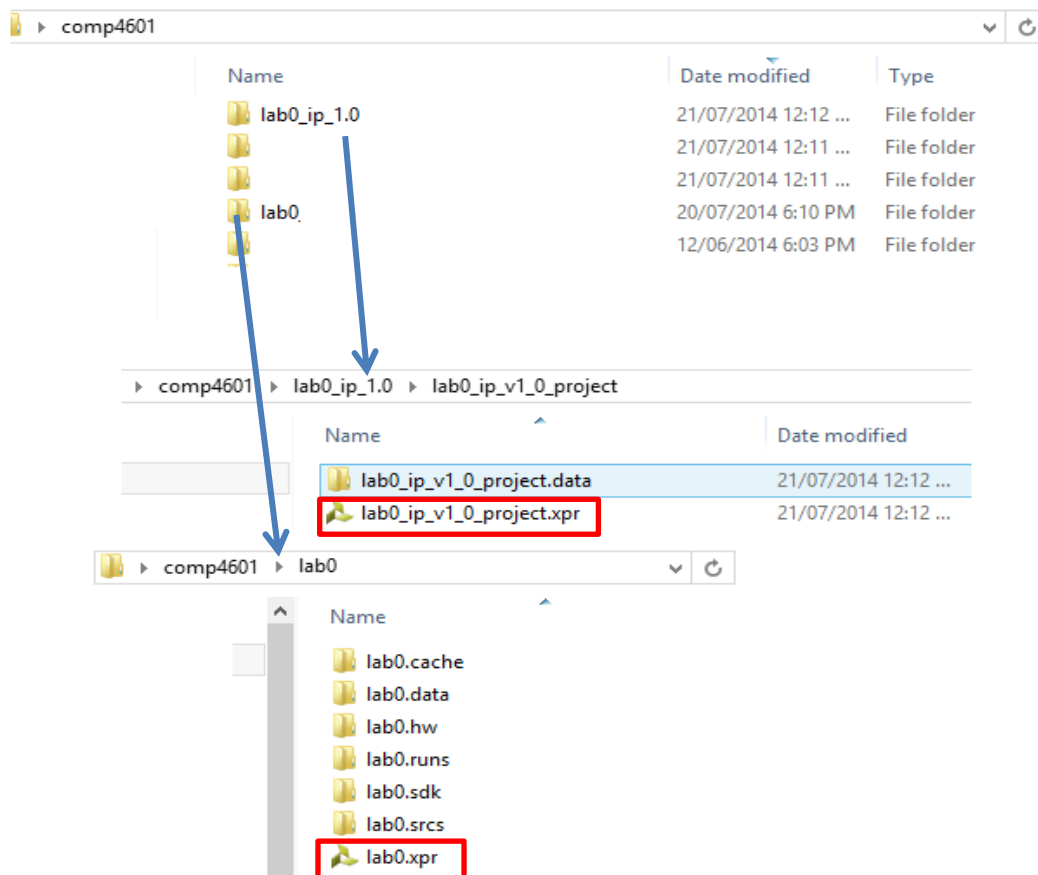 comp4601
Name Date modified Type
lab0_ip_1.0 21/07/2014 12:12 ... File folder
21/07/2014 12:11 ... File folder
21/07/2014 12:11 ... File folder
lab0 20/07/2014 6:10 PM File folder
12/06/2014 6:03 PM File folder
comp4601 lab0_ip_1.0 lab0_ip_v1_0_project
Name Date modified
lab0_ip_v1_0_project.data 21/07/2014 12:12 ...
lab0_ip_v1_0_project.xpr 21/07/2014 12:12 ...
comp4601 lab0
Name
lab0.cache
lab0.data
lab0.hw
lab0.runs
lab0.sdk
lab0.srcs
lab0.xpr